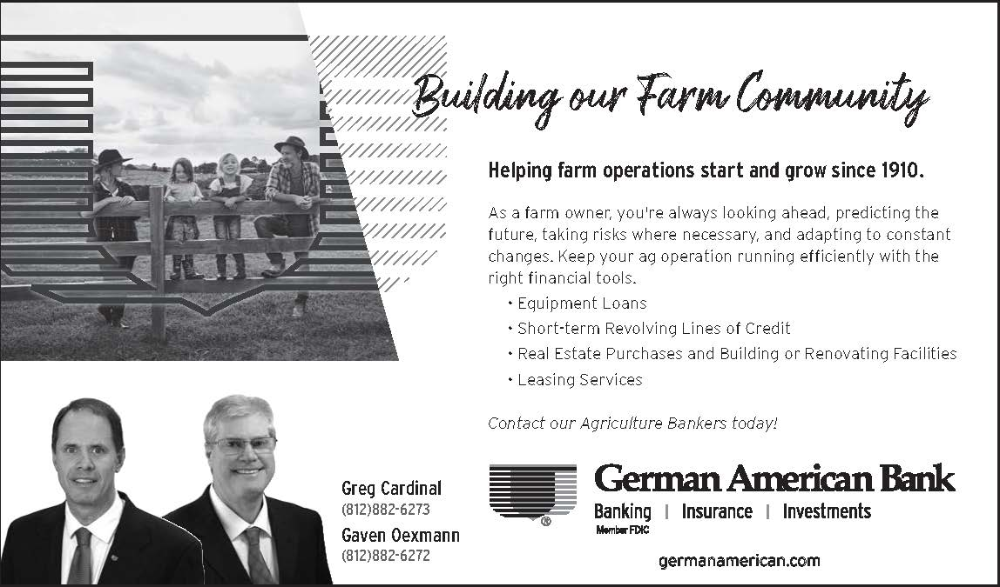 Building our Farm Community
Helping farm operations start and grow since 1910.
As a farm owner, you're always looking ahead, predicting the
future, taking risks where necessary, and adapting to constant
changes. Keep your ag operation running efficiently with the
right financial tools.
• Equipment Loans
• Short-term Revolving Lines of Credit
• Real Estate Purchases and Building or Renovating Facilities
• Leasing Services
Contact our Agriculture Bankers today!
Greg Cardinal
(812)882-6273
Gaven Oexmann
(812)882-6272
®
German American Bank
Banking | Insurance | Investments
Member FDIC
germanamerican.com